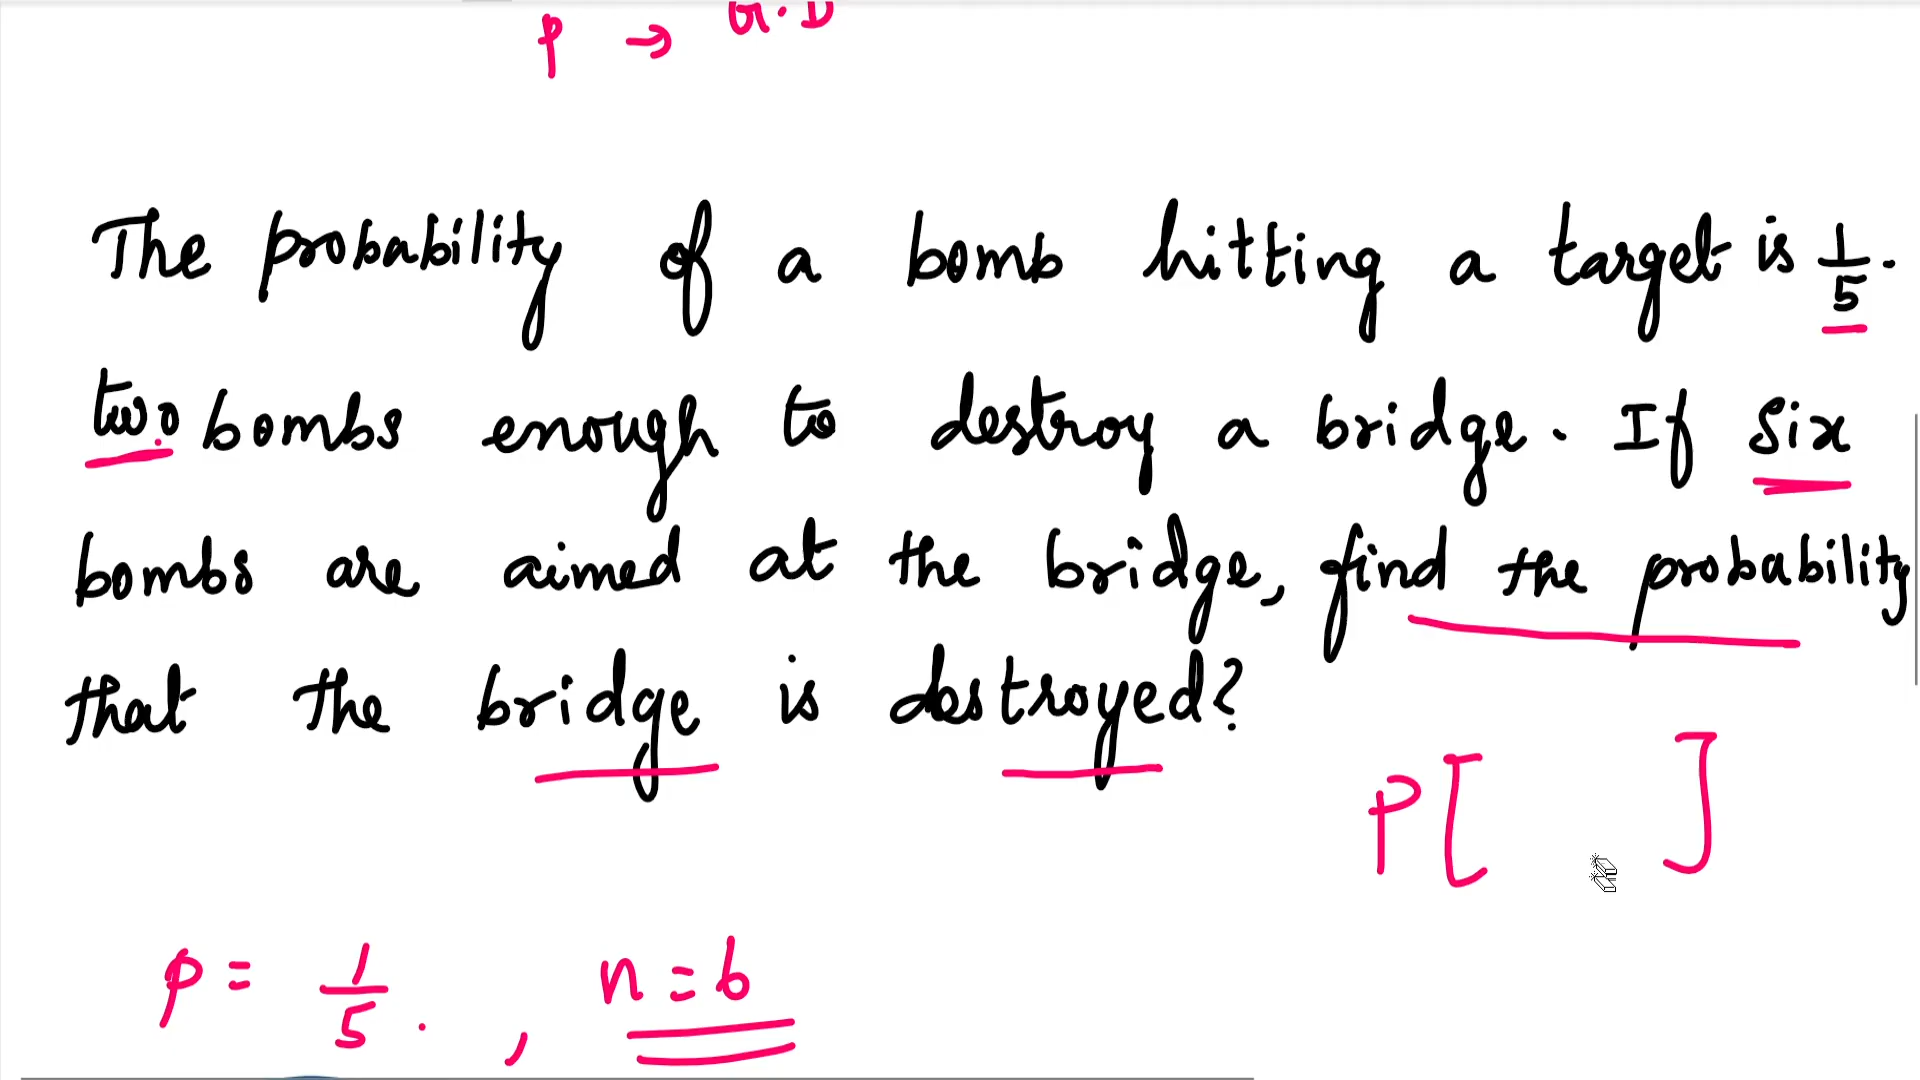 p →
The probability of a bomb hitting a target is 1/5.
two bombs enough to destroy a bridge. If six
bombs are aimed at the bridge, find the probability
that the bridge is destroyed?
P[ ]
p = 1/5 . , n = 6